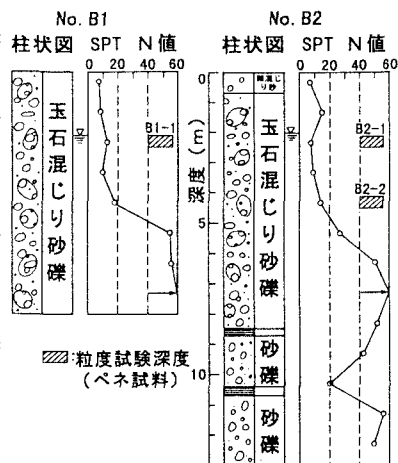 No. B1
No. B2
柱状図 SPT N値
柱状図 SPT N値
0 20 40 60
0 20 40 60
0
5
10
深度(m)
玉石混じり砂礫
B1-1
玉石混じり砂礫
B2-1
B2-2
砂礫
砂礫
:粒度試験深度
(ペネ試料)